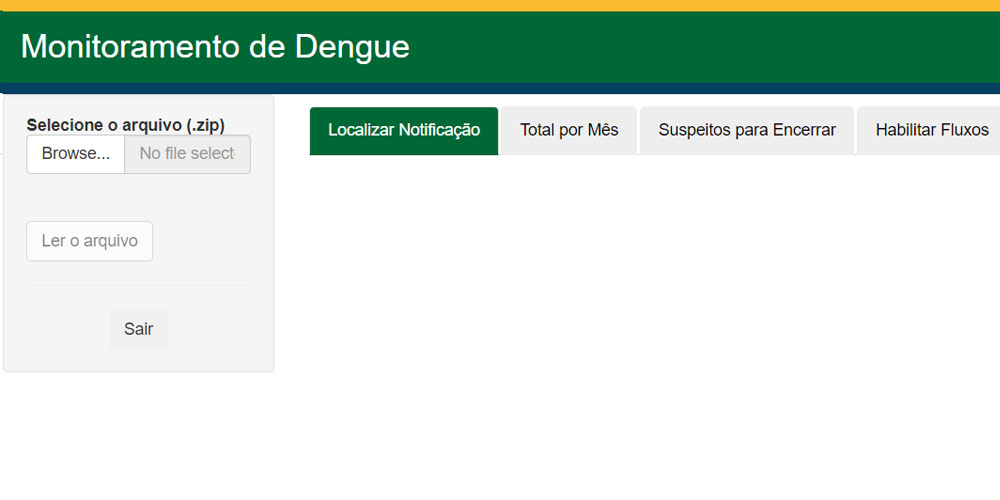 Monitoramento de Dengue
Selecione o arquivo (.zip)
Browse... No file select
Ler o arquivo
Sair
Localizar Notificação Total por Mês Suspeitos para Encerrar Habilitar Fluxos